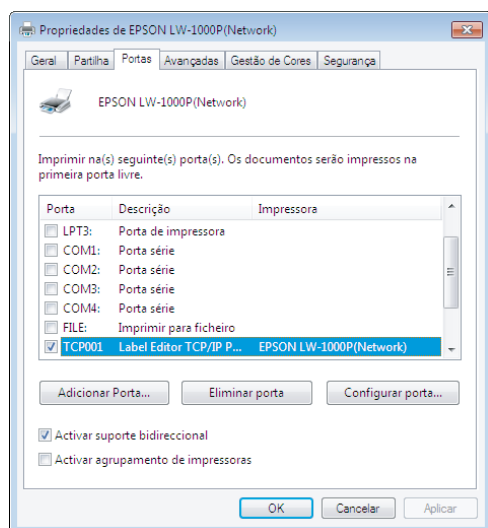 Propriedades de EPSON LW-1000P(Network)
Geral Partilha Portas Avançadas Gestão de Cores Segurança
EPSON LW-1000P(Network)
Imprimir na(s) seguinte(s) porta(s). Os documentos serão impressos na
primeira porta livre.
Porta Descrição Impressora
LPT3: Porta de impressora
COM1: Porta série
COM2: Porta série
COM3: Porta série
COM4: Porta série
FILE: Imprimir para ficheiro
TCP001 Label Editor TCP/IP P... EPSON LW-1000P(Network)
Adicionar Porta... Eliminar porta Configurar porta...
Activar suporte bidireccional
Activar agrupamento de impressoras
OK Cancelar Aplicar